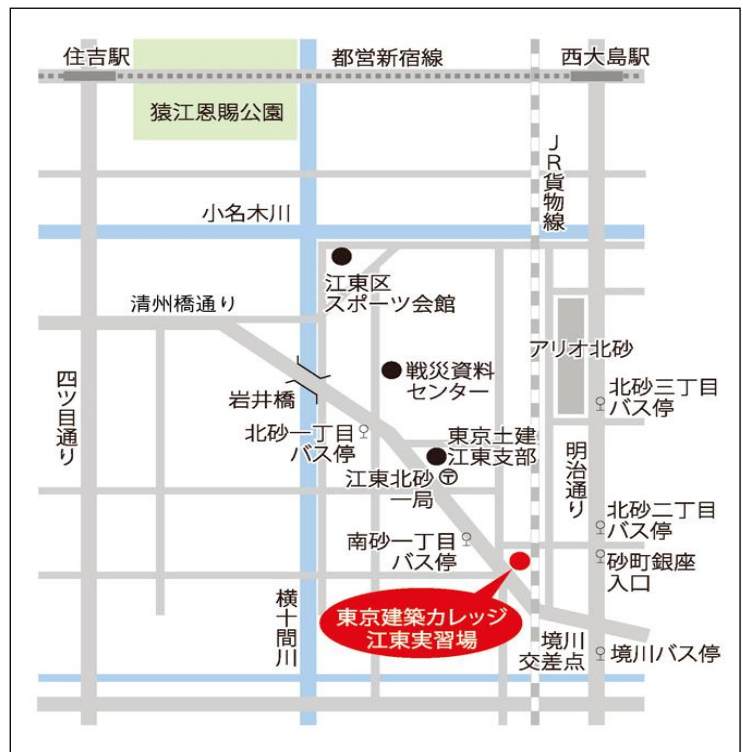 住吉駅
都営新宿線
西大島駅
猿江恩賜公園
JR貨物線
小名木川
江東区
スポーツ会館
清州橋通り
アリオ北砂
戦災資料
センター
四ツ目通り
岩井橋
北砂三丁目
バス停
北砂一丁目
バス停
東京土建
江東支部
明治通り
江東北砂
一局
〒
北砂二丁目
バス停
南砂一丁目
バス停
砂町銀座
入口
横十間川
東京建築カレッジ
江東実習場
境川
交差点
境川バス停